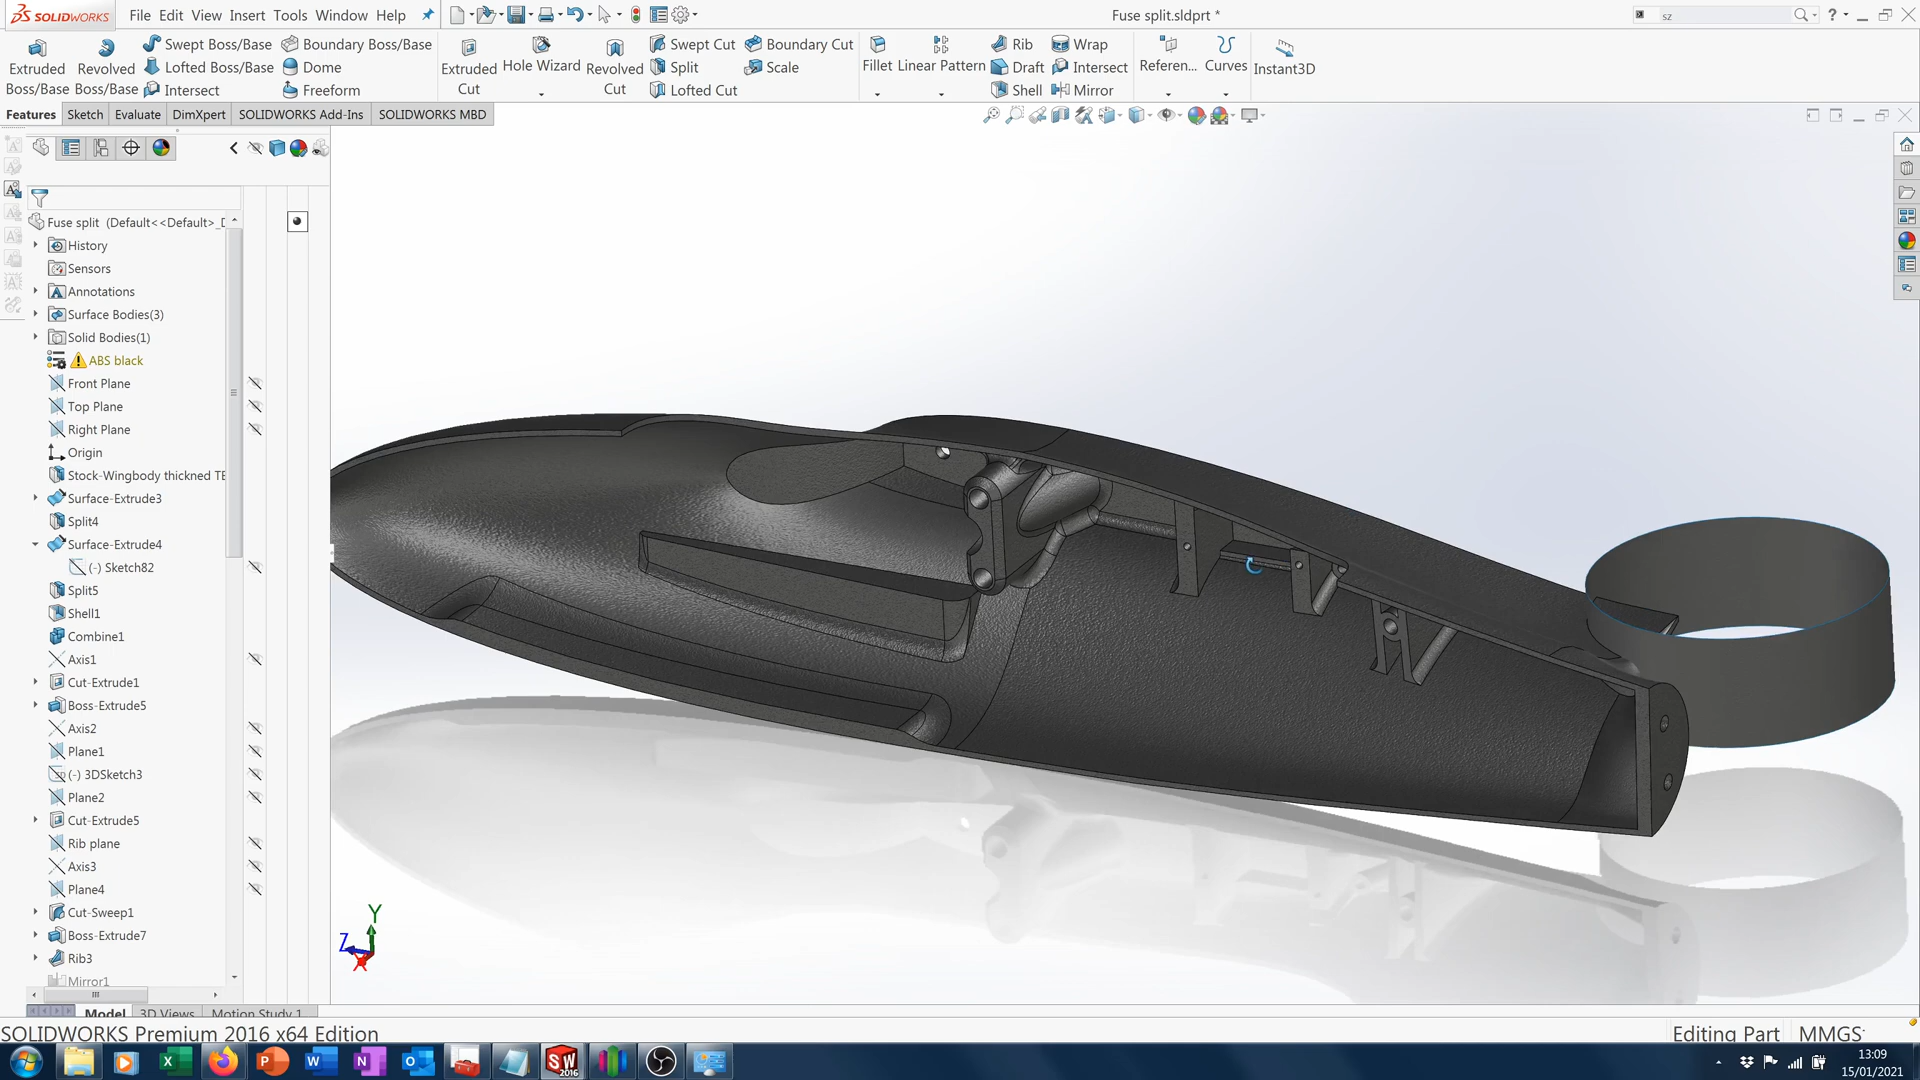 SOLIDWORKS
File Edit View Insert Tools Window Help
Fuse split.sldprt *
sz
Extruded Boss/Base
Revolved Boss/Base
Swept Boss/Base
Lofted Boss/Base
Intersect
Boundary Boss/Base
Dome
Freeform
Extruded Cut
Hole Wizard
Revolved Cut
Swept Cut
Split
Lofted Cut
Boundary Cut
Scale
Fillet
Linear Pattern
Rib
Draft
Shell
Wrap
Intersect
Mirror
Referen...
Curves
Instant3D
Features Sketch Evaluate DimXpert SOLIDWORKS Add-Ins SOLIDWORKS MBD
Fuse split (Default<<Default>_D
History
Sensors
Annotations
Surface Bodies(3)
Solid Bodies(1)
ABS black
Front Plane
Top Plane
Right Plane
Origin
Stock-Wingbody thickned TE
Surface-Extrude3
Split4
Surface-Extrude4
(-) Sketch82
Split5
Shell1
Combine1
Axis1
Cut-Extrude1
Boss-Extrude5
Axis2
Plane1
(-) 3DSketch3
Plane2
Cut-Extrude5
Rib plane
Axis3
Plane4
Cut-Sweep1
Boss-Extrude7
Rib3
Mirror1
Y
Z
Model 3D Views Motion Study 1
SOLIDWORKS Premium 2016 x64 Edition
Editing Part MMGS
SW 2016
13:09
15/01/2021